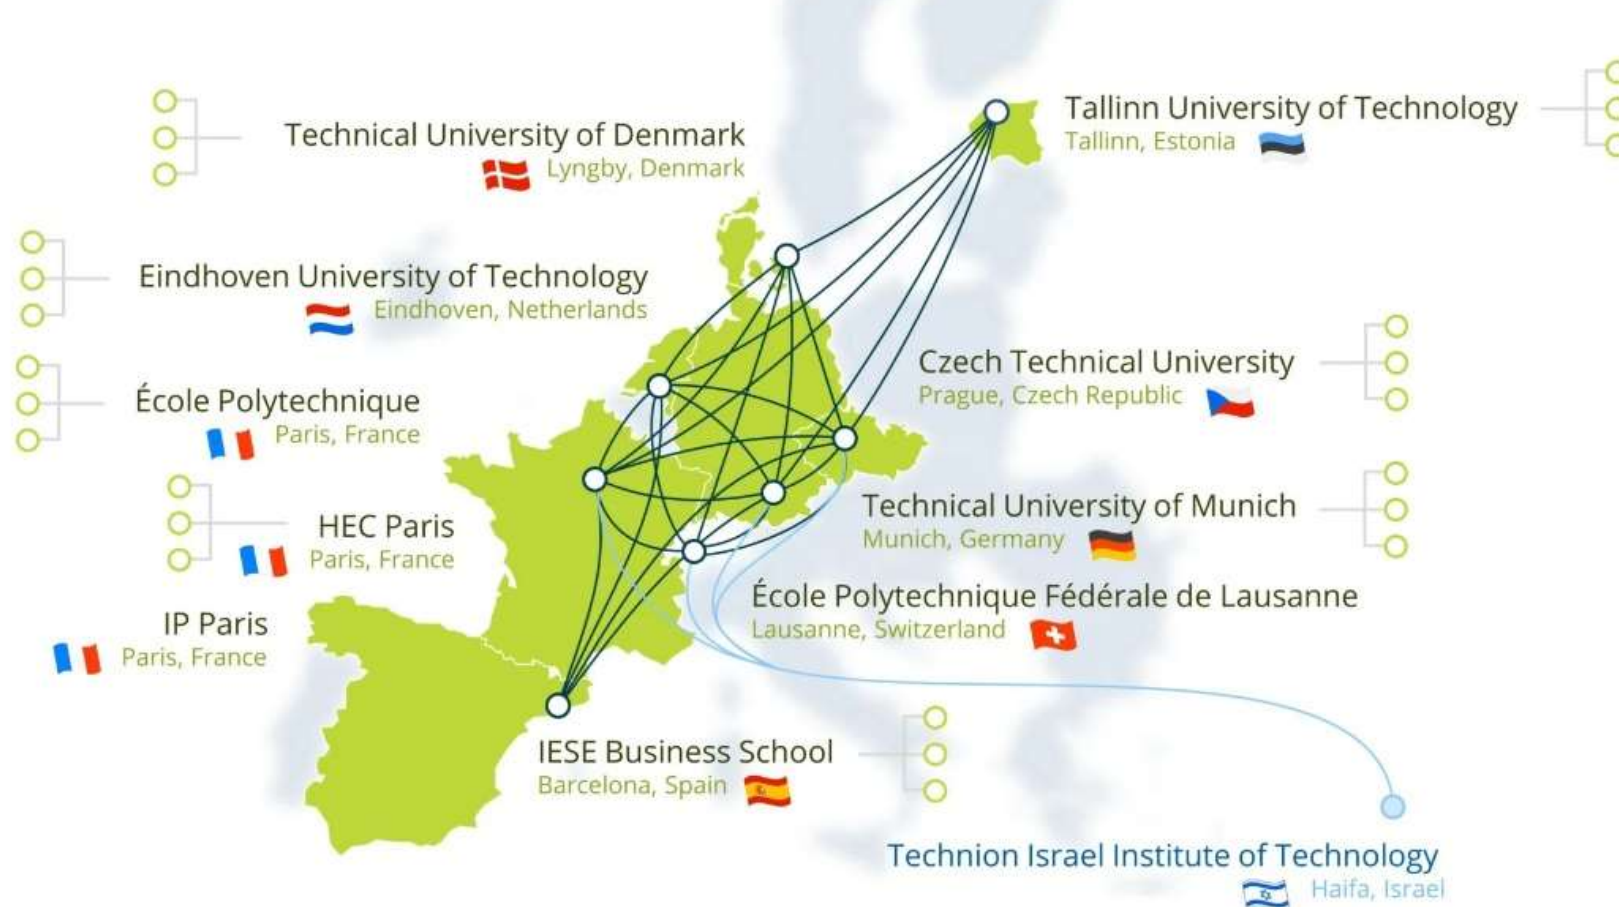 Technical University of Denmark
Lyngby, Denmark
Tallinn University of Technology
Tallinn, Estonia
Eindhoven University of Technology
Eindhoven, Netherlands
École Polytechnique
Paris, France
Czech Technical University
Prague, Czech Republic
HEC Paris
Paris, France
Technical University of Munich
Munich, Germany
IP Paris
Paris, France
École Polytechnique Fédérale de Lausanne
Lausanne, Switzerland
IESE Business School
Barcelona, Spain
Technion Israel Institute of Technology
Haifa, Israel